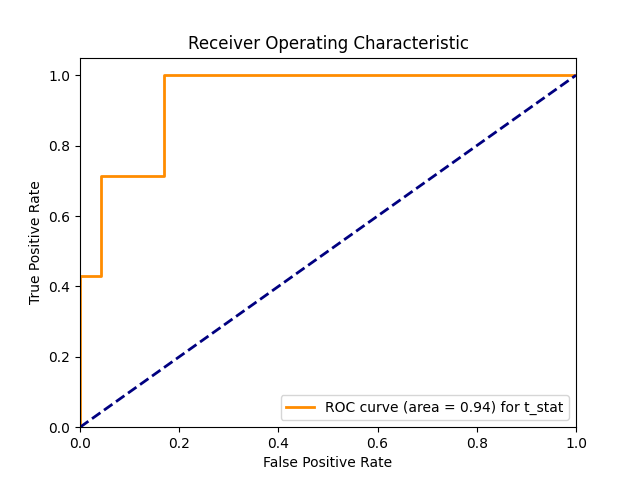 Receiver Operating Characteristic
1.0
0.8
0.6
0.4
0.2
0.0
True Positive Rate
ROC curve (area = 0.94) for t_stat
0.0 0.2 0.4 0.6 0.8 1.0
False Positive Rate